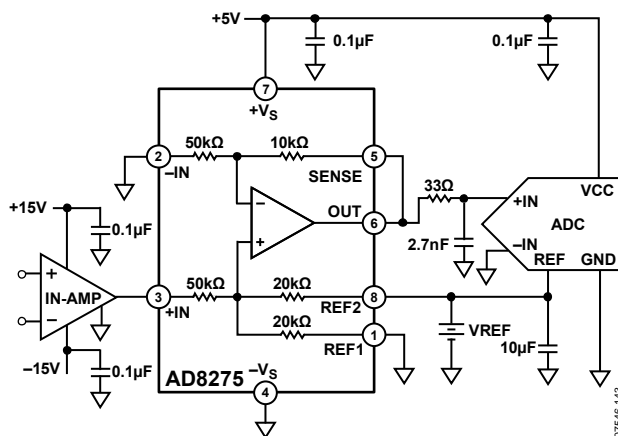 +5V
0.1µF
0.1µF
7
+VS
50kΩ
10kΩ
2
5
–IN
SENSE
33Ω
+IN
VCC
–
OUT
6
ADC
+15V
0.1µF
+
2.7nF
–IN
REF
GND
+
IN-AMP
–
50kΩ
20kΩ
3
8
+IN
REF2
20kΩ
1
REF1
VREF
10µF
–15V
0.1µF
–VS
AD8275
4
07546-142